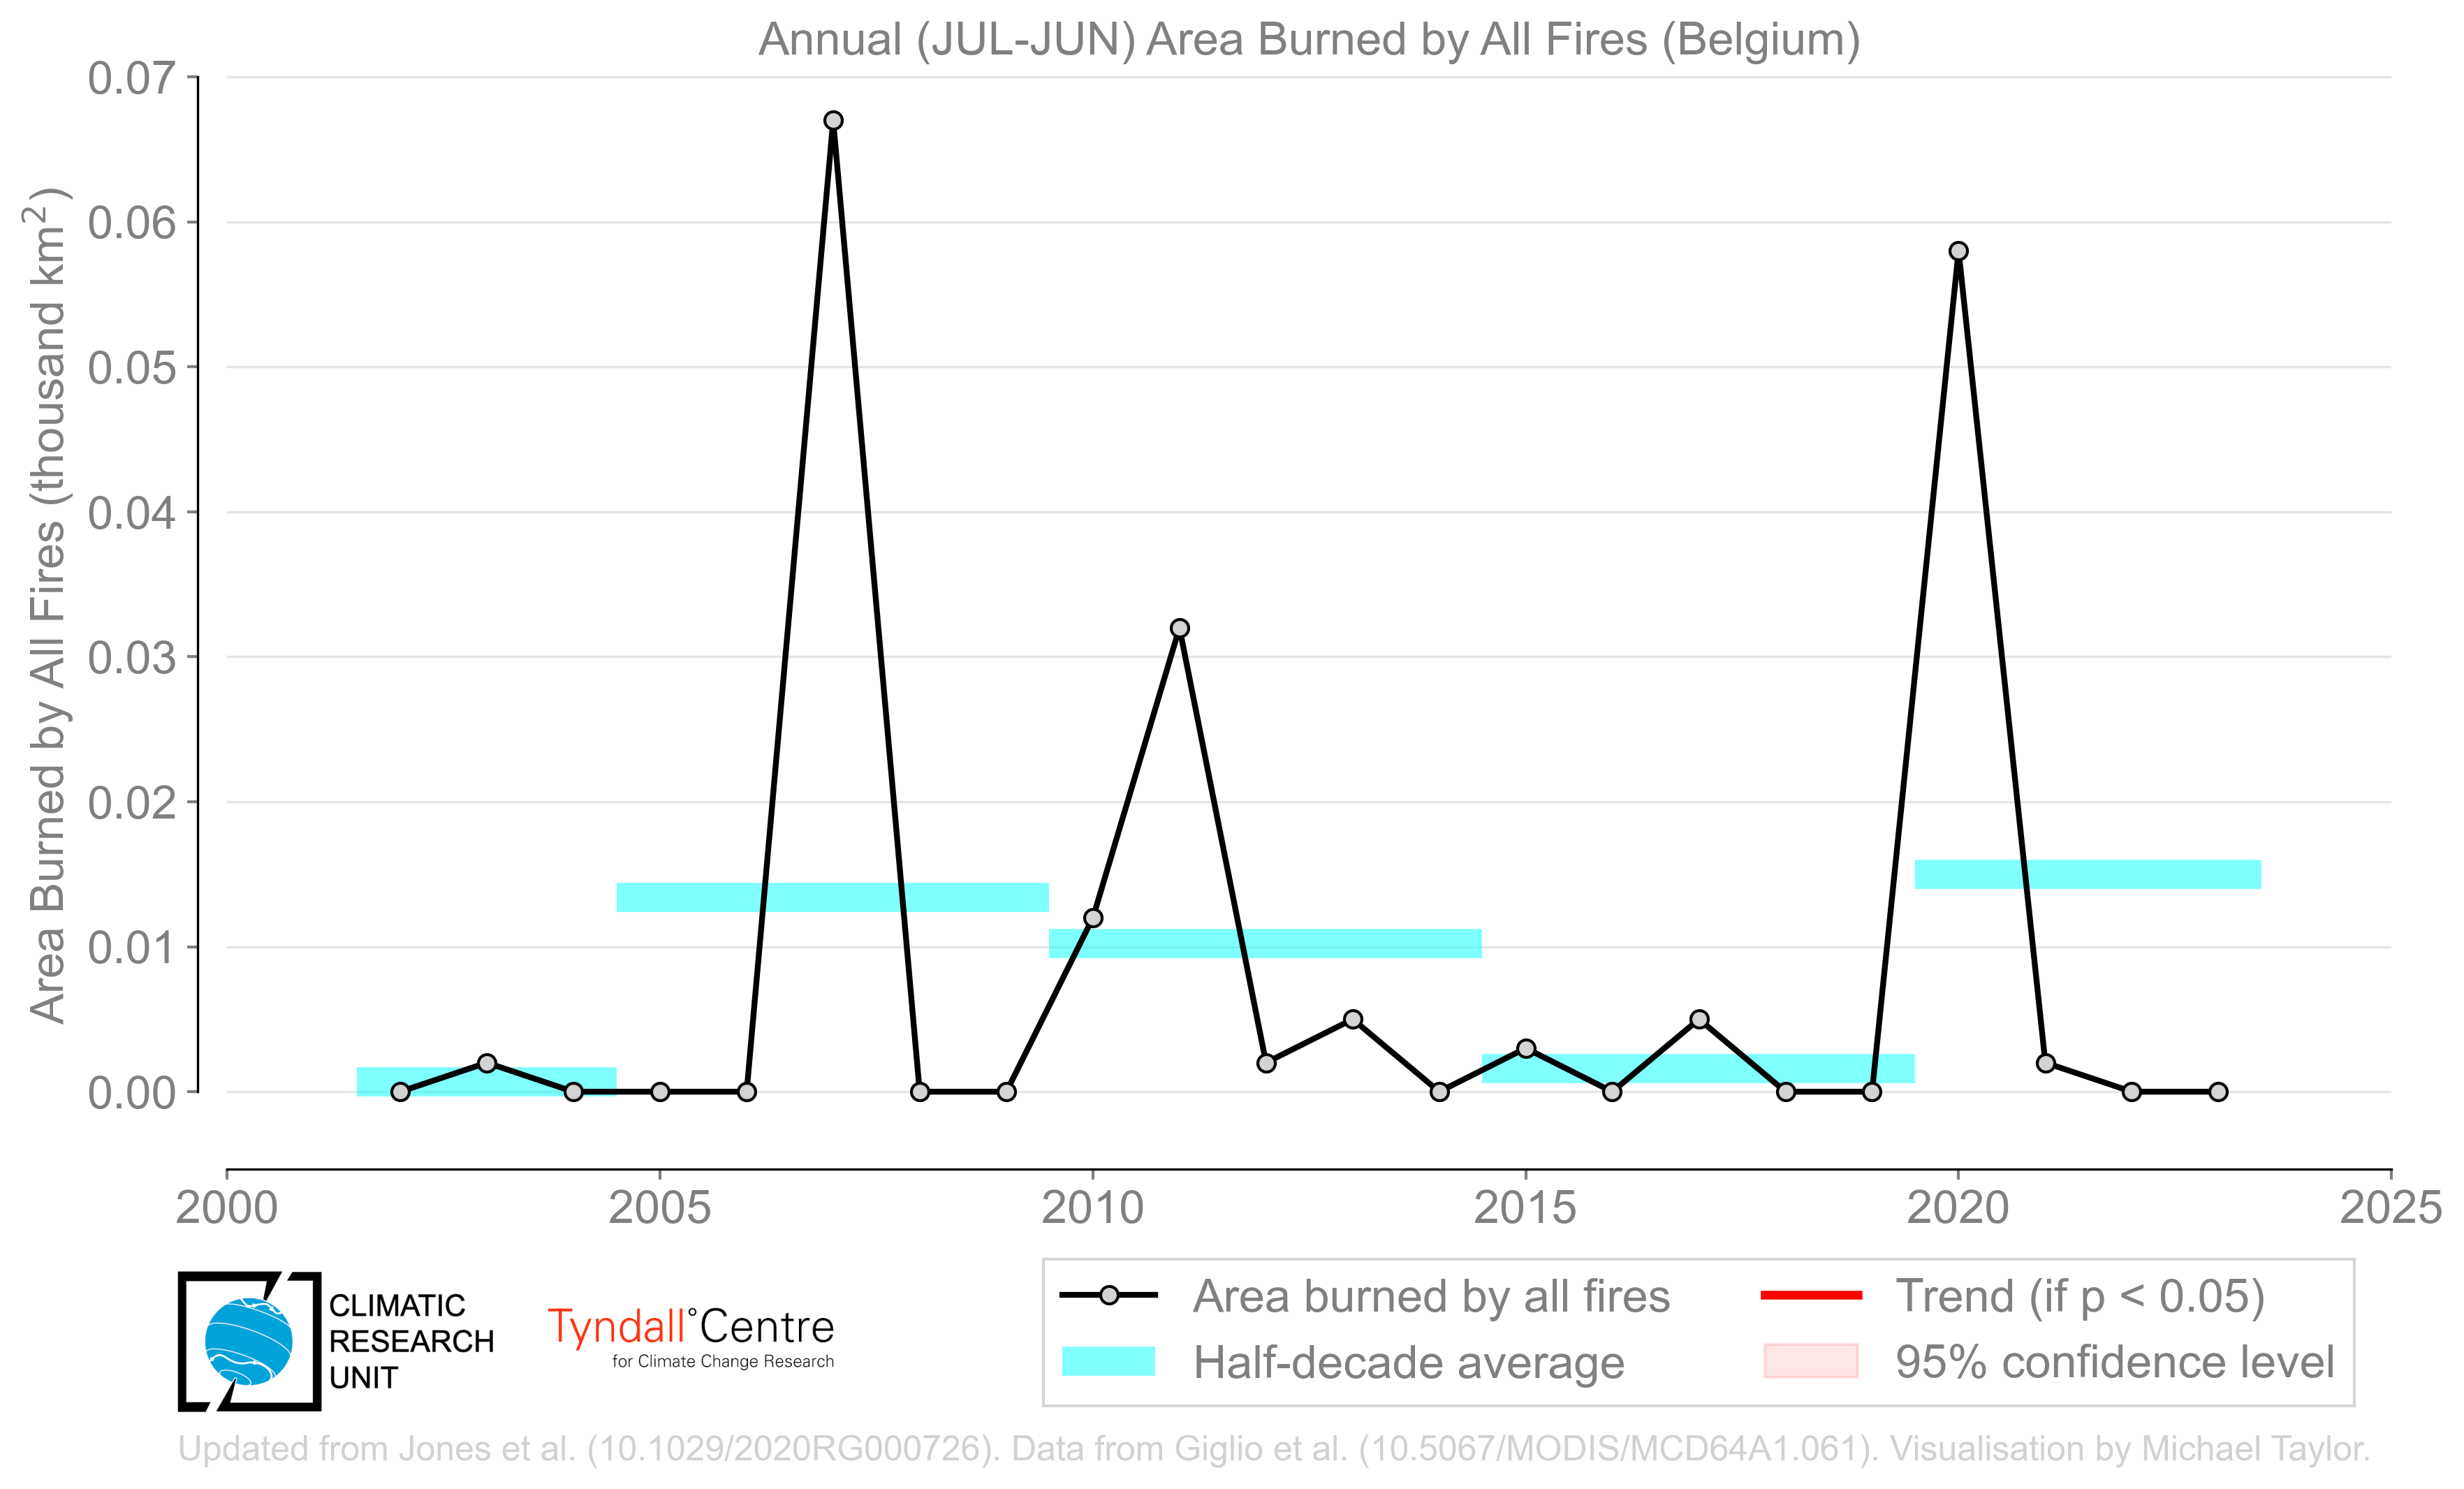 Annual (JUL-JUN) Area Burned by All Fires (Belgium)
Area Burned by All Fires (thousand km²)
0.07
0.06
0.05
0.04
0.03
0.02
0.01
0.00
2000 2005 2010 2015 2020 2025
CLIMATIC
RESEARCH
UNIT
Tyndall°Centre
for Climate Change Research
Area burned by all fires
Half-decade average
Trend (if p < 0.05)
95% confidence level
Updated from Jones et al. (10.1029/2020RG000726). Data from Giglio et al. (10.5067/MODIS/MCD64A1.061). Visualisation by Michael Taylor.